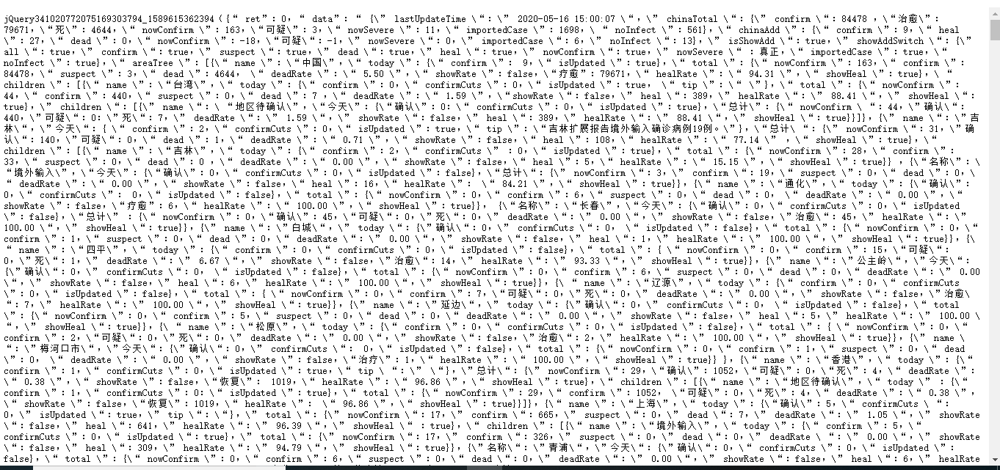 jQuery341020772075169303794_1589615362394（{“ ret”：0，“ data”： “ {\” lastUpdateTime \“：\” 2020-05-16 15:00:07 \“，\” chinaTotal \“：{\” confirm \“：84478 ，\“治愈\”：
79671，\“死\”：4644，\“ nowConfirm \”：163，\“可疑\”：3，\“ nowSevere \”：11，\“ importedCase \”：1698，\“ noInfect \”：561}，\“ chinaAdd \”：{\“ confirm \”：9，\“ heal
\”：27，\“ dead \”：0，\“ nowConfirm \”：-18，\“可疑\”：-1，\“ nowSevere \”：0，\“ importedCase \”：6，\“ noInfect \”：13}，\“ isShowAdd \”：true，\“ showAddSwitch \”：{\“
all \”：true，\“ confirm \”：true，\“ suspect \”：true，\“ dead \”：true，\“ heal \”：true，\“ nowConfirm \”：true，\“ nowSevere \”：真正，\“ importedCase \”：true，\“
noInfect \”：true}，\“ areaTree \”：[{\“ name \”：\“中国\”，\“ today \”：{\“ confirm \”： 9，\“ isUpdated \”：true}，\“ total \”：{\“ nowConfirm \”：163，\“ confirm \”：
84478，\“ suspect \”：3，\“ dead \”：4644，\“ deadRate \”：\“ 5.50 \”，\“ showRate \”：false，\“疗愈\”：79671，\“ healRate \”：\“ 94.31 \”，\“ showHeal \”：true}，\“
children \”：[{\“ name \”：\“台湾\”，\“ today \”：{\“ confirm \”：0，\“ confirmCuts \”：0，\“ isUpdated \”：true，\“ tip \”：\“ \”}，\“ total \”：{\“ nowConfirm \”：
44，\“ confirm \”：440，\“ suspect \”：0，\“ dead \”：7 ，\“ deadRate \”：\“ 1.59 \”，\“showRate \”：false，\“ heal \”：389，\“ healRate \”：\“ 88.41 \”，\“ showHeal \”
：true}，\“ children \”：[{\“ name \”：\“ \“地区待确认\”，\“今天\”：{\“确认\”：0：\“ confirmCuts \”：0，\“ isUpdated \”：true}，\“总计\”：{\“ nowConfirm \“：44，\”确认\“：
440，\”可疑\“：0：\”死\“：7，\” deadRate \“：\” 1.59 \“，\” showRate \“：false，\” heal \“：389，\” healRate \“：\” 88.41 \“，\” showHeal \“：true}}]}，{\” name \“：\”吉
林\“，\”今天\“：{ \“ confirm \”：2，\“ confirmCuts \”：0，\“ isUpdated \”：true，\“ tip \”：\“吉林扩展报告境外输入确诊病例19例。\”}，\“总计 \”：{\“ nowConfirm \”：31，\“确
认\”：140，\“可疑\”：0，\“ dead \”：1，\“ deadRate \”：\“ 0.71 \”，\“ showRate \”：false，\“ heal \”：108，\“ healRate \”：\“ 77.14 \” ，\“ showHeal \”：true}，\“
children \”：[{\“ name \”：\“吉林\”，\“ today \”：{\“ confirm \”：2，\“ confirmCuts \”：0，\“ isUpdated \”：true}，\“ total \”：{\“ nowConfirm \”：28，\“ confirm \”：
33，\“ suspect \”：0，\“ dead \”：0 ，\“ deadRate \”：\“ 0.00 \”，\“ showRate \”：false，\“ heal \”：5，\“ healRate \”：\“ 15.15 \”，\“ showHeal \”：true}} ，{\“名称\”：\
“境外输入\”，\“今天\”：{\“确认\”：0，\“ confirmCuts \”：0，\“ isUpdated \”：false}，\“总计\”：{\“ nowConfirm \”：3，\“ confirm \“：19，\” suspect \“：0，\” dead \“：0，\
“ deadRate \”：\“ 0.00 \”，\“ showRate \”：false，\“ heal \”：16，\“ healRate \“： \“ 84.21 \”，\“ showHeal \”：true}}，{\“ name \”：\“通化\”，\“ today \”：{\“确认\”：
0，\“ confirmCuts \”： 0，\“ isUpdated \”：false}，\“ total \”：{\“ nowConfirm \”：0，\“ confirm \”：6，\“ suspect \”：0，\“ dead \”：0，\“ deadRate \”：\“ 0.00 \”，\“
showRate \”：false，\“疗愈\”：6，\“ healRate \”：\“ 100.00 \”，\“ showHeal \”：true}}， {\“名称\”：\“长春\”，\“今天\”：{\“确认\”：0，\“ confirmCuts \”：0，\“ isUpdated
\”：false}，\“总计\” ：{\“ nowConfirm \”：0，\“确认\”：45，\“可疑\”：0，\“死\”：0，\“ deadRate \”：\“ 0.00 \”，\“showRate \”：false，\“治愈\”：45，\“ healRate \”：\“
100.00 \”，\“ showHeal \”：true}}，{\“ name \”：\“白城\”，\“ today \”：{\“确认\”：0，\“ confirmCuts \”：0，\“ isUpdated \”：false}，\“ total \”：{\“ nowConfirm \”：0，\“
confirm \”：1，\“ suspect \”：0，\“ dead \”：0，\“ deadRate \”：\“ 0.00 \”，\“ showRate \”：false，\“ heal \”：1，\“ healRate \”：\“ 100.00 \”，\“ showHeal \”：true}}，{\
“ name \”：\“四平\”，\“ today \”：{\“ confirm \”：0，\“ confirmCuts \”：0，\“ isUpdated \”：false}，\“ total \”：{ \“ nowConfirm \”：0，\“ confirm \”：15，\“可疑\”：
0，\“死\”：1，\“ deadRate \”：\“ 6.67 \”，\“ showRate \”：false，\“治愈\“：14，\” healRate \“：\” 93.33 \“，\” showHeal \“：true}}，{\” name \“：\”公主岭\“，\”今天\“：
{\“确认\”：0，\“ confirmCuts \”：0，\“ isUpdated \”：false}，\“ total \”：{\“ nowConfirm \”：0，\“ confirm \”：6，\“ suspect \”：0，\“ dead \”：0，\“ deadRate \”：\“ 0.00
\”，\“ showRate \”：false，\“ heal \”：6，\“ healRate \”：\“ 100.00 \”，\“ showHeal \”：true}}，{\“ name \”：\“辽源\”，\“ today \”：{\“ confirm \”：0，\“ confirmCuts
\”：0，\“ isUpdated \”：false}，\“ total \”：{ \“ nowConfirm \”：0，\“ confirm \”：7，\“可疑\”：0，\“死\”：0，\“ deadRate \”：\“ 0.00 \”，\“ showRate \”：false，\“治愈\
”：7，\“ healRate \”：\“ 100.00 \”，\“ showHeal \”：true}}，{\” name \“：\”延边\“，\“ today \”：{\“确认\”：0，\“ confirmCuts \”：0，\“ isUpdated \”：false}，\“ total
\”：{\“ nowConfirm \”：0，\“ confirm \”：5，\“ suspect \”：0，\“ dead \”：0，\“ deadRate \”：\“ 0.00 \”，\“ showRate \“：false，\” heal \“：5，\” healRate \“：\” 100.00 \
“，\” showHeal \“：true}}，{\“ name \”：\“松原\”，\“ today \”：{\“ confirm \”：0，\“ confirmCuts \”：0，\“ isUpdated \”：false}，\“ total \”：{ \“ nowConfirm \”：0，\“
confirm \”：2，\“可疑\”：0，\“死\“：0，\” deadRate \“：\” 0.00 \“，\” showRate \“：false，\”治愈\“：2，\” healRate \“：\” 100.00 \“，\” showHeal \“：true}}，{\” name \
“：\”梅河口市\“，\”今天\“：{\”确认\“：0，\” confirmCuts \“： 0，\“ isUpdated \”：false}，\“ total \”：{\“ nowConfirm \”：0，\“ confirm \”：1，\“ suspect \”：0，\“ dead
\”：0，\“ deadRate \”：\“ 0.00 \”，\“ showRate \”：false，\“治疗\”：1，\“ healRate \”：\“ 100.00 \”，\“ showHeal \”：true}} }，{\“ name \”：\“香港\”，\“ today \”：{\“
confirm \”：1，\“ confirmCuts \”：0，\“ isUpdated \”：true，\“ tip \“：\“ \“}，\”总计 \”：{\“ nowConfirm \”：29，\“确认\”：1052，\“可疑\”：0，\“死\”：4，\“ deadRate \”：
\“ 0.38 \”，\“ showRate \”：false，\“恢复\”： 1019，\“ healRate \”：\“ 96.86 \”，\“ showHeal \”：true}，\“ children \”：[{\“ name \”：\“地区待确认\”，\“ today \”：{\“
confirm \”：1，\“ confirmCuts \”：0：\“ isUpdated \”：true}，\“ total \”：{\“ nowConfirm \”：29，\“ confirm \”：1052， \“可疑\”：0，\“死\”：4，\“ deadRate \”：\“ 0.38 \”，
\“ showRate \”：false，\“恢复\”：1019，\“ healRate \”：\“ 96.86 \”，\“ showHeal \”：true}}]}，{\“ name \”：\“上海\”，\“ today \”：{\“确认\”：5，\“ confirmCuts \“：
0，\“ isUpdated \”：true，\“ tip \“：\“ \”}，\“ total \”：{\“ nowConfirm \”：17，\“ confirm \”：665，\“ suspect \”：0，\“ dead \”：7，\“ deadRate \”：\“ 1.05 \”，\“ showRate
\“：false，\” heal \“：641，\” healRate \“：\” 96.39 \“，\” showHeal \“：true}，\“ children \”：[{\“ name \”：\“境外输入\”，\“ today \”：{\“ confirm \”：5，\“
confirmCuts \”：0，\“ isUpdated \”：true}，\“ total \”：{\“ nowConfirm \”：17，\“ confirm \”：326，\“ suspect \”：0，\“ dead \”：0，\“ deadRate \”：\“ 0.00 \”，\“ showRate
\“：false，\” heal \“：309，\” healRate \“：\” 94.79 \“，\” showHeal \“：true}}，{\”名称\“：\”青浦\“，\”今天\“：{\”确认\“：0，\” confirmCuts \“：0，\” isUpdated \“：
false}，\“ total \”：{\“ nowConfirm \”：0，\“ confirm \”：6，\“ suspect \”：0，\“ dead \”：0，\“ deadRate \”：\“ 0.00 \”，\“ showRate \”：false，\“ heal \”：6，\“ healRate